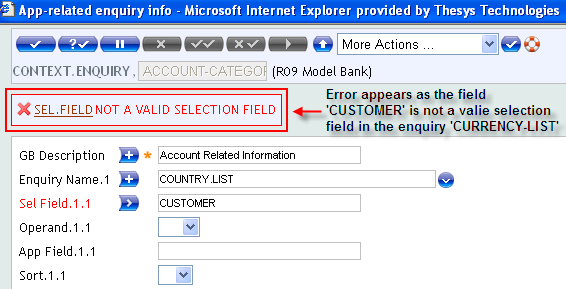 App-related enquiry info - Microsoft Internet Explorer provided by Thesys Technologies
More Actions ...
CONTEXT.ENQUIRY, ACCOUNT-CATEGOR (R09 Model Bank)
SEL.FIELD NOT A VALID SELECTION FIELD
Error appears as the field
'CUSTOMER' is not a valie selection
field in the enquiry 'CURRENCY-LIST'
GB Description Account Related Information
Enquiry Name.1 COUNTRY.LIST
Sel Field.1.1 CUSTOMER
Operand.1.1
App Field.1.1
Sort.1.1